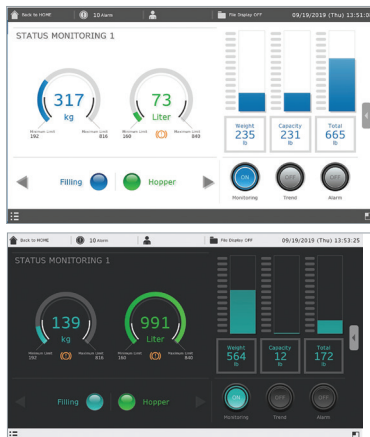 Back to HOME 10 Alarm File Display OFF 09/19/2019 (Thu) 13:51:0
STATUS MONITORING 1
317
kg
Minimum Limit
192
Maximum Limit
816
73
Liter
Minimum Limit
160
Maximum Limit
840
Weight
235
lb
Capacity
231
lb
Total
665
lb
Filling
Hopper
ON
OFF
OFF
Monitoring
Trend
Alarm
Back to HOME 10 Alarm File Display OFF 09/19/2019 (Thu) 13:53:25
STATUS MONITORING 1
139
kg
Minimum Limit
192
Maximum Limit
816
991
Liter
Minimum Limit
160
Maximum Limit
840
Weight
564
lb
Capacity
12
lb
Total
172
lb
Filling
Hopper
ON
OFF
OFF
Monitoring
Trend
Alarm